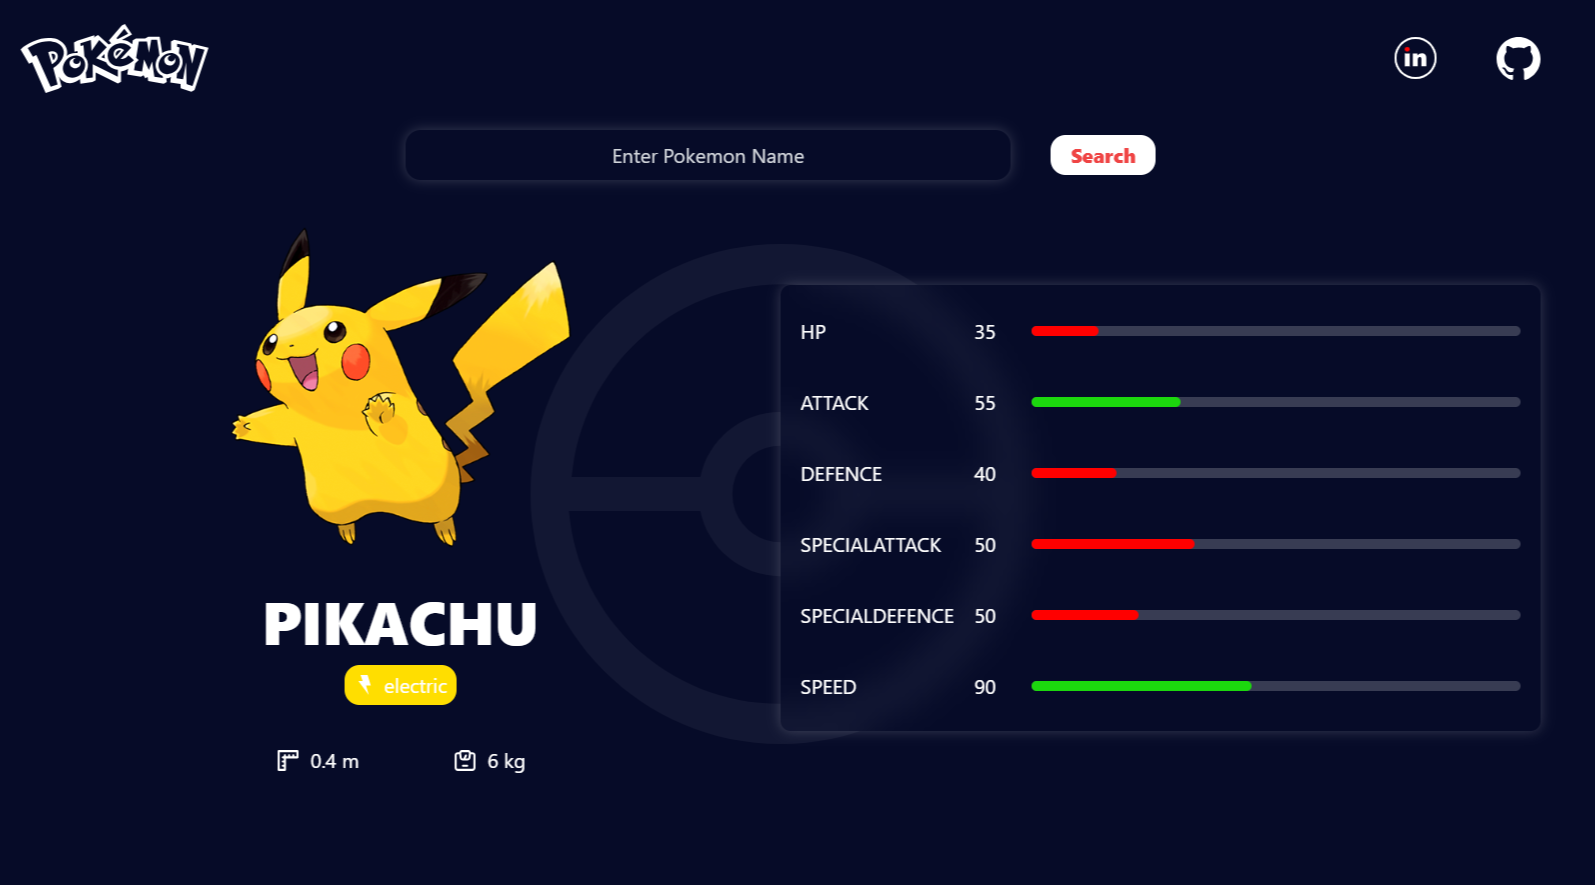 Pokémon
in
Enter Pokemon Name
Search
HP 35
ATTACK 55
DEFENCE 40
SPECIALATTACK 50
SPECIALDEFENCE 50
SPEED 90
PIKACHU
electric
0.4 m 6 kg